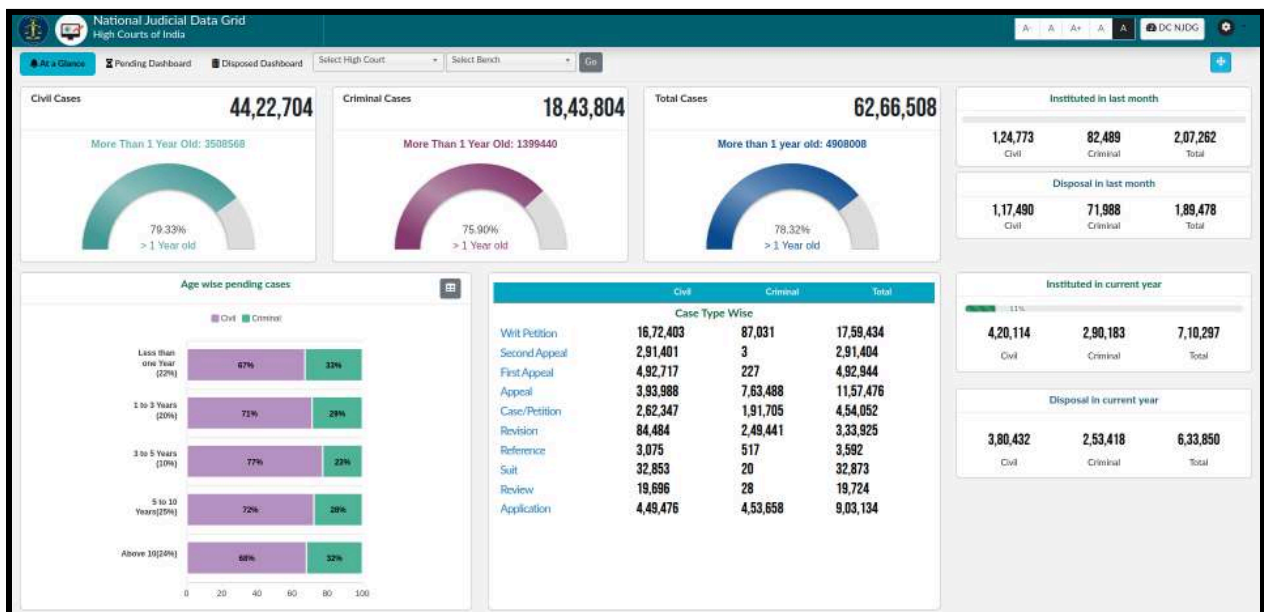 National Judicial Data Grid
High Courts of India
A- A A+ A A DC NJDG
At a Glance Pending Dashboard Disposed Dashboard Select High Court Select Bench Go
Civil Cases 44,22,704
More Than 1 Year Old: 3508568
79.33%
> 1 Year old
Criminal Cases 18,43,804
More Than 1 Year Old: 1399440
75.90%
> 1 Year old
Total Cases 62,66,508
More than 1 year old: 4908008
78.32%
> 1 Year old
Instituted in last month
1,24,773 82,489 2,07,262
Civil Criminal Total
Disposal in last month
1,17,490 71,988 1,89,478
Civil Criminal Total
Age wise pending cases
Civil Criminal
Less than
one Year
(22%)
67% 33%
1 to 3 Years
(20%)
71% 29%
3 to 5 Years
(10%)
77% 23%
5 to 10
Years(25%)
72% 28%
Above 10(24%)
68% 32%
0 20 40 60 80 100
Civil Criminal Total
Case Type Wise
Writ Petition 16,72,403 87,031 17,59,434
Second Appeal 2,91,401 3 2,91,404
First Appeal 4,92,717 227 4,92,944
Appeal 3,93,988 7,63,488 11,57,476
Case/Petition 2,62,347 1,91,705 4,54,052
Revision 84,484 2,49,441 3,33,925
Reference 3,075 517 3,592
Suit 32,853 20 32,873
Review 19,696 28 19,724
Application 4,49,476 4,53,658 9,03,134
Instituted in current year
11%
4,20,114 2,90,183 7,10,297
Civil Criminal Total
Disposal in current year
3,80,432 2,53,418 6,33,850
Civil Criminal Total